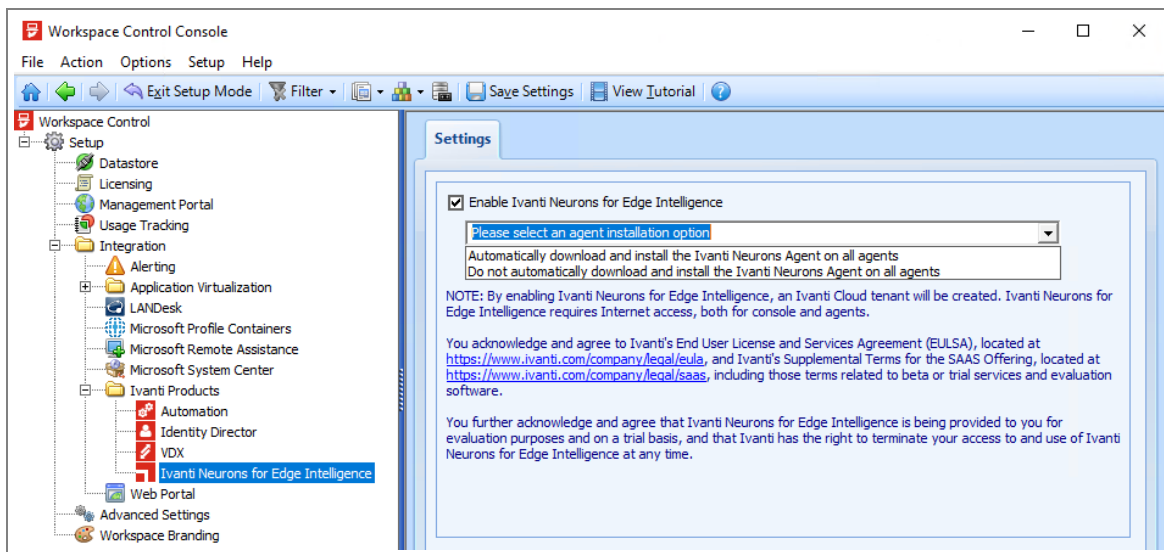 Workspace Control Console
File Action Options Setup Help
Exit Setup Mode Filter Save Settings View Tutorial
Workspace Control
Setup
Datastore
Licensing
Management Portal
Usage Tracking
Integration
Alerting
Application Virtualization
LANDesk
Microsoft Profile Containers
Microsoft Remote Assistance
Microsoft System Center
Ivanti Products
Automation
Identity Director
VDX
Ivanti Neurons for Edge Intelligence
Web Portal
Advanced Settings
Workspace Branding
Settings
Enable Ivanti Neurons for Edge Intelligence
Please select an agent installation option
Automatically download and install the Ivanti Neurons Agent on all agents
Do not automatically download and install the Ivanti Neurons Agent on all agents
NOTE: By enabling Ivanti Neurons for Edge Intelligence, an Ivanti Cloud tenant will be created. Ivanti Neurons for
Edge Intelligence requires Internet access, both for console and agents.
You acknowledge and agree to Ivanti's End User License and Services Agreement (EULSA), located at
https://www.ivanti.com/company/legal/eula, and Ivanti's Supplemental Terms for the SAAS Offering, located at
https://www.ivanti.com/company/legal/saas, including those terms related to beta or trial services and evaluation
software.
You further acknowledge and agree that Ivanti Neurons for Edge Intelligence is being provided to you for
evaluation purposes and on a trial basis, and that Ivanti has the right to terminate your access to and use of Ivanti
Neurons for Edge Intelligence at any time.